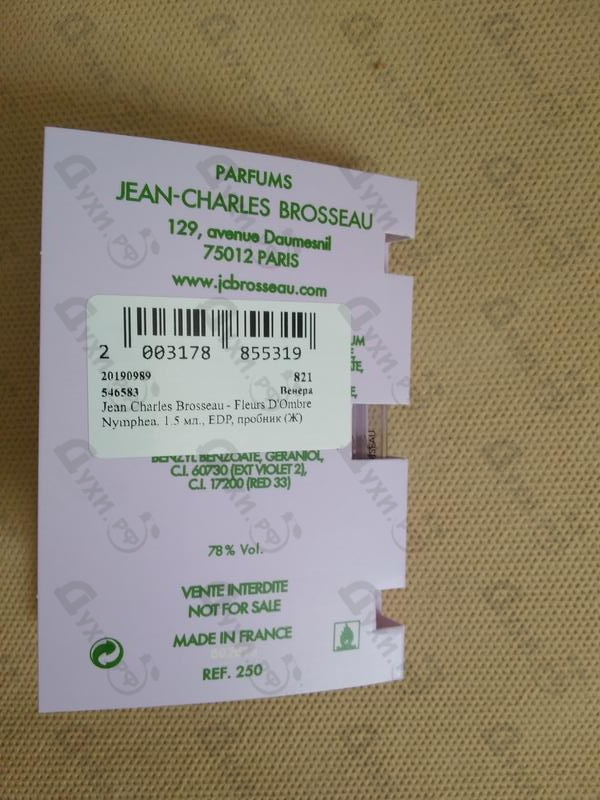 PARFUMS
JEAN-CHARLES BROSSEAU
129, avenue Daumesnil
75012 PARIS
www.jcbrosseau.com
2 003178 855319
20190989 821
546583 Венера
Jean Charles Brosseau - Fleurs D'Ombre
Nymphea. 1.5 мл., EDP, пробник (Ж)
BENZYL BENZOATE, GERANIOL,
C.I. 60730 (EXT VIOLET 2),
C.I. 17200 (RED 33)
78% Vol.
VENTE INTERDITE
NOT FOR SALE
MADE IN FRANCE
REF. 250
Духи.рф